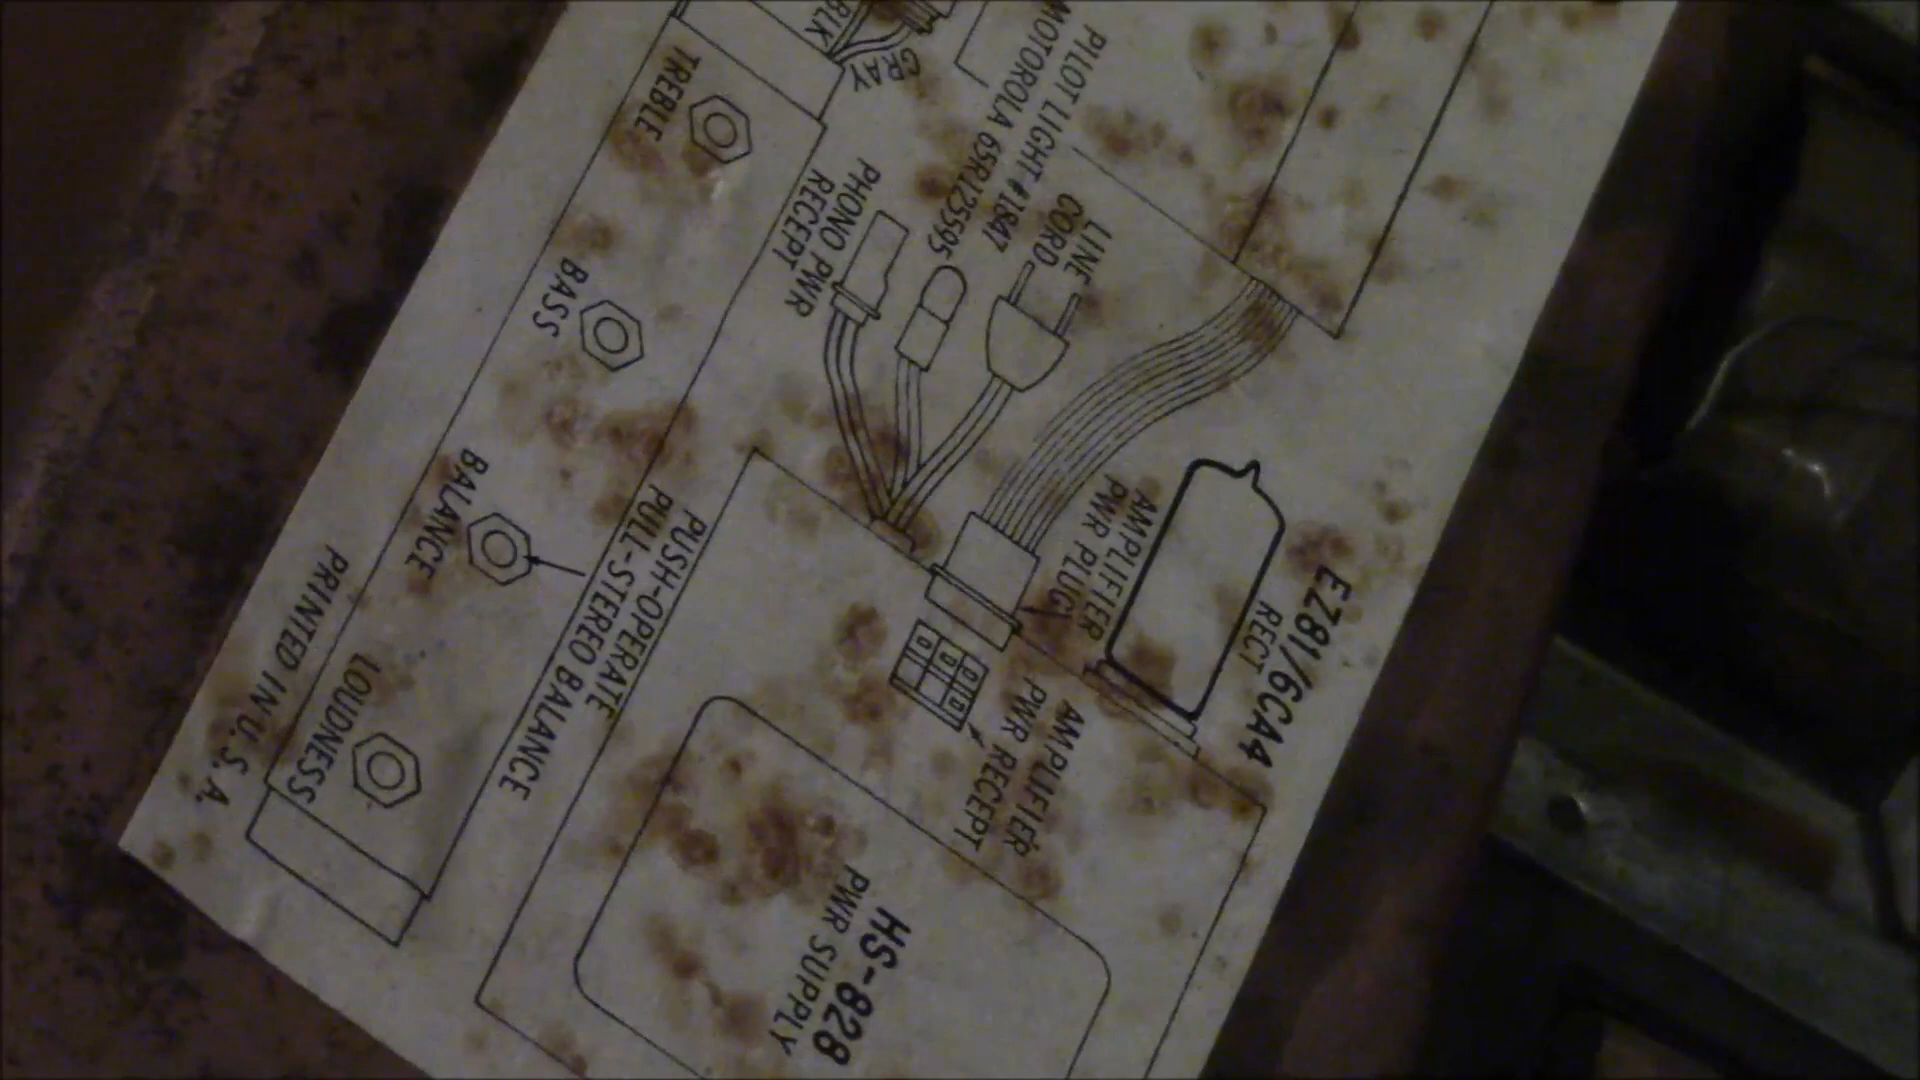 BLK
GRAY
TREBLE
MOTOROLA 65R125595
PILOT LIGHT #1847
PHONO PWR
RECEPT
LINE
CORD
BASS
BALANCE
PUSH-OPERATE
PULL-STEREO BALANCE
AMPLIFIER
PWR PLUG
EZ81/6CA4
RECT
PRINTED IN U.S.A.
LOUDNESS
AMPLIFIER
PWR RECEPT
HS-828
PWR SUPPLY